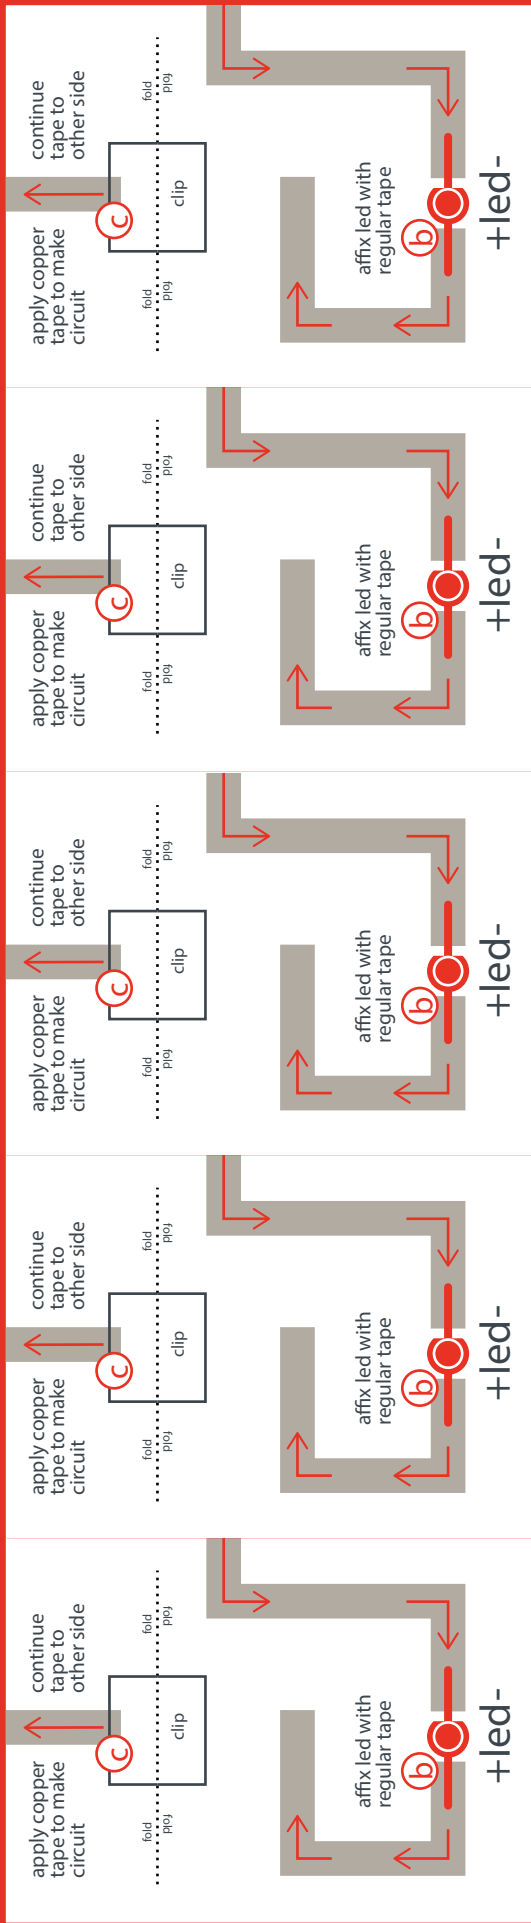 apply copper
tape to make
circuit
continue
tape to
other side
c
fold
fold
fold
fold
clip
affix led with
regular tape
b
+led-
apply copper
tape to make
circuit
continue
tape to
other side
c
fold
fold
fold
fold
clip
affix led with
regular tape
b
+led-
apply copper
tape to make
circuit
continue
tape to
other side
c
fold
fold
fold
fold
clip
affix led with
regular tape
b
+led-
apply copper
tape to make
circuit
continue
tape to
other side
c
fold
fold
fold
fold
clip
affix led with
regular tape
b
+led-
apply copper
tape to make
circuit
continue
tape to
other side
c
fold
fold
fold
fold
clip
affix led with
regular tape
b
+led-